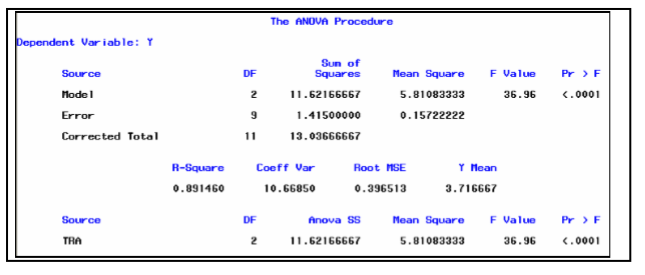 The ANOVA Procedure
Dependent Variable: Y
Sum of
Source DF Squares Mean Square F Value Pr > F
Model 2 11.62166667 5.81083333 36.96 <.0001
Error 9 1.41500000 0.15722222
Corrected Total 11 13.03666667
R-Square Coeff Var Root MSE Y Mean
0.891460 10.66850 0.396513 3.716667
Source DF Anova SS Mean Square F Value Pr > F
TRA 2 11.62166667 5.81083333 36.96 <.0001